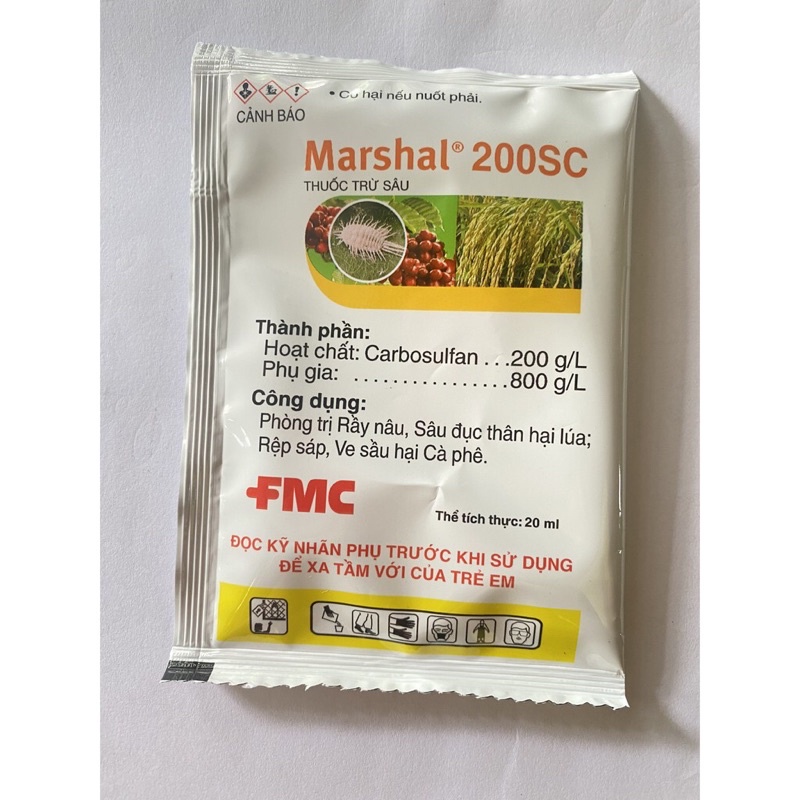 • Có hại nếu nuốt phải.
CẢNH BÁO
Marshal® 200SC
THUỐC TRỪ SÂU
Thành phần:
Hoạt chất: Carbosulfan ...200 g/L
Phụ gia: ................800 g/L
Công dụng:
Phòng trị Rầy nâu, Sâu đục thân hại lúa;
Rệp sáp, Ve sầu hại Cà phê.
FMC
Thể tích thực: 20 ml
ĐỌC KỸ NHÃN PHỤ TRƯỚC KHI SỬ DỤNG
ĐỂ XA TẦM VỚI CỦA TRẺ EM